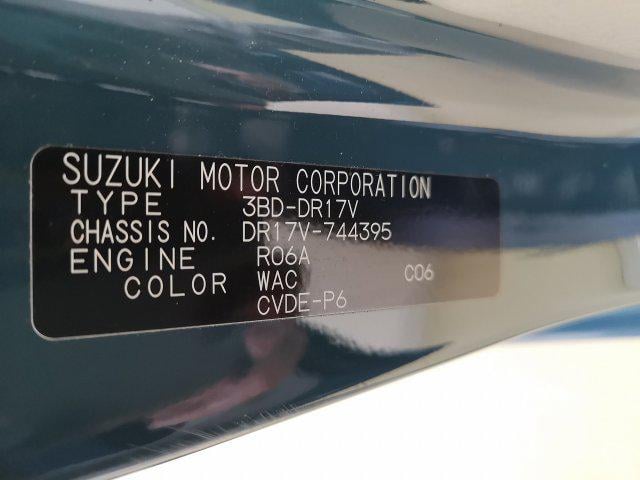 SUZUKI MOTOR CORPORATION
TYPE 3BD-DR17V
CHASSIS NO. DR17V-744395
ENGINE R06A
COLOR WAC C06
CVDE-P6